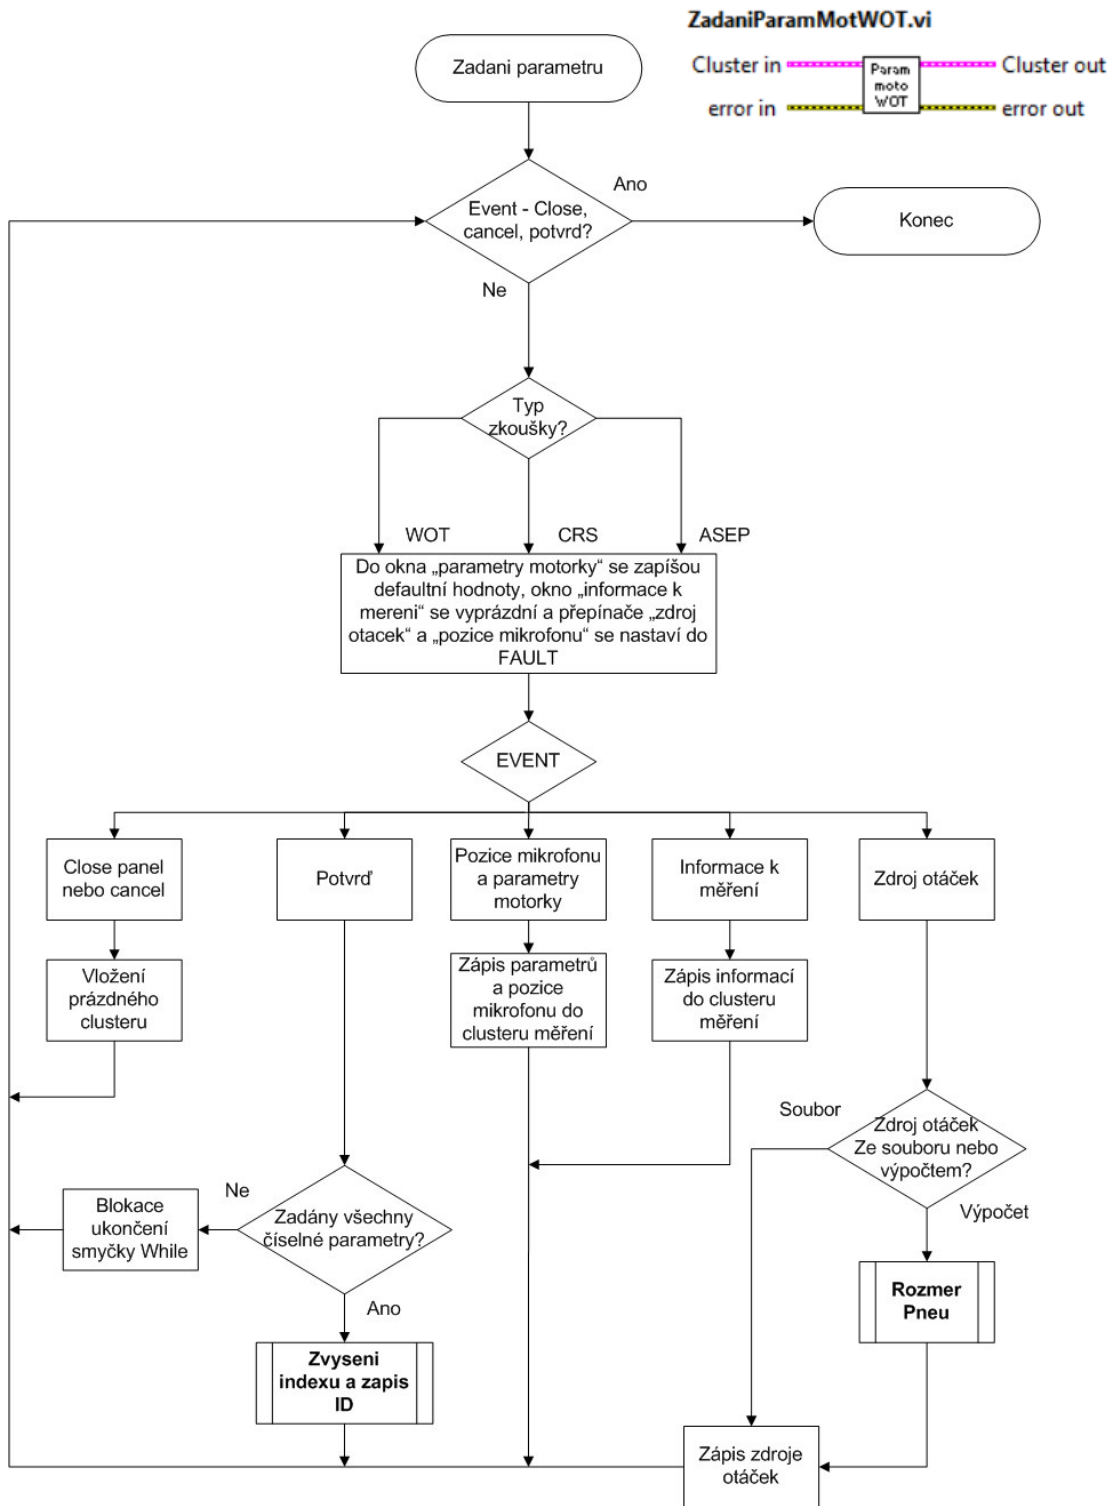 ZadaniParamMotWOT.vi
Cluster in
Param
moto
WOT
Cluster out
error in
error out
Zadani parametru
Event - Close,
cancel, potvrd?
Ano
Konec
Ne
Typ
zkoušky?
WOT
CRS
ASEP
Do okna „parametry motorky“ se zapíšou
defaultní hodnoty, okno „informace k
mereni“ se vyprázdní a přepínače „zdroj
otacek“ a „pozice mikrofonu“ se nastaví do
FAULT
EVENT
Close panel
nebo cancel
Potvrď
Pozice mikrofonu
a parametry
motorky
Informace k
měření
Zdroj otáček
Vložení
prázdného
clusteru
Zápis parametrů
a pozice
mikrofonu do
clusteru měření
Zápis informací
do clusteru
měření
Soubor
Zdroj otáček
Ze souboru nebo
výpočtem?
Výpočet
Ne
Blokace
ukončení
smyčky While
Zadány všechny
číselné parametry?
Ano
Rozmer
Pneu
Zvyseni
indexu a zapis
ID
Zápis zdroje
otáček